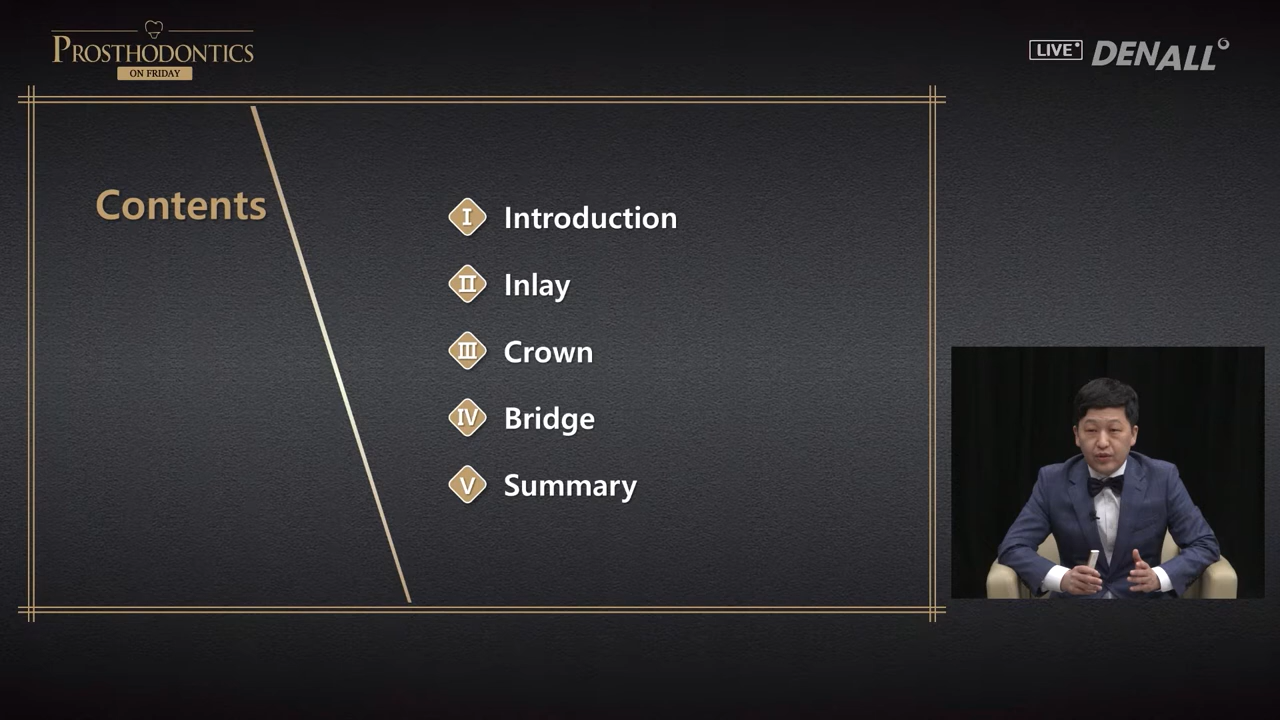 PROSTHODONTICS
ON FRIDAY
LIVE
DENALL
Contents
I Introduction
II Inlay
III Crown
IV Bridge
V Summary